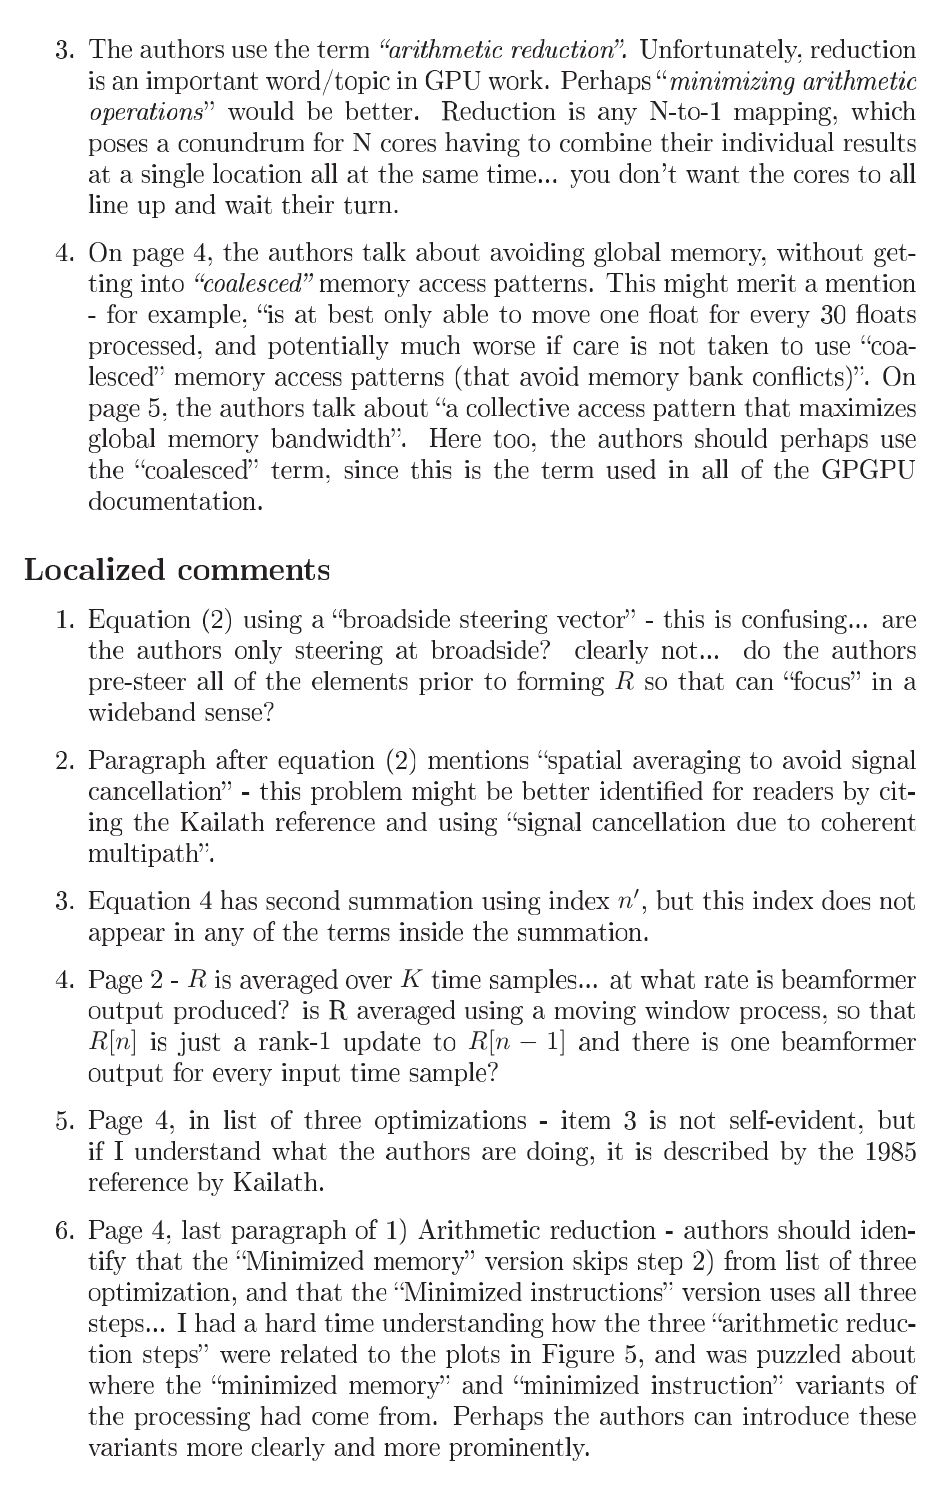 3. The authors use the term “arithmetic reduction”. Unfortunately, reduction
is an important word/topic in GPU work. Perhaps “minimizing arithmetic
operations” would be better. Reduction is any N-to-1 mapping, which
poses a conundrum for N cores having to combine their individual results
at a single location all at the same time... you don’t want the cores to all
line up and wait their turn.
4. On page 4, the authors talk about avoiding global memory, without get-
ting into “coalesced” memory access patterns. This might merit a mention
- for example, “is at best only able to move one float for every 30 floats
processed, and potentially much worse if care is not taken to use “coa-
lesced” memory access patterns (that avoid memory bank conflicts)”. On
page 5, the authors talk about “a collective access pattern that maximizes
global memory bandwidth”. Here too, the authors should perhaps use
the “coalesced” term, since this is the term used in all of the GPGPU
documentation.
Localized comments
1. Equation (2) using a “broadside steering vector” - this is confusing... are
the authors only steering at broadside? clearly not... do the authors
pre-steer all of the elements prior to forming R so that can “focus” in a
wideband sense?
2. Paragraph after equation (2) mentions “spatial averaging to avoid signal
cancellation” - this problem might be better identified for readers by cit-
ing the Kailath reference and using “signal cancellation due to coherent
multipath”.
3. Equation 4 has second summation using index n′, but this index does not
appear in any of the terms inside the summation.
4. Page 2 - R is averaged over K time samples... at what rate is beamformer
output produced? is R averaged using a moving window process, so that
R[n] is just a rank-1 update to R[n − 1] and there is one beamformer
output for every input time sample?
5. Page 4, in list of three optimizations - item 3 is not self-evident, but
if I understand what the authors are doing, it is described by the 1985
reference by Kailath.
6. Page 4, last paragraph of 1) Arithmetic reduction - authors should iden-
tify that the “Minimized memory” version skips step 2) from list of three
optimization, and that the “Minimized instructions” version uses all three
steps... I had a hard time understanding how the three “arithmetic reduc-
tion steps” were related to the plots in Figure 5, and was puzzled about
where the “minimized memory” and “minimized instruction” variants of
the processing had come from. Perhaps the authors can introduce these
variants more clearly and more prominently.